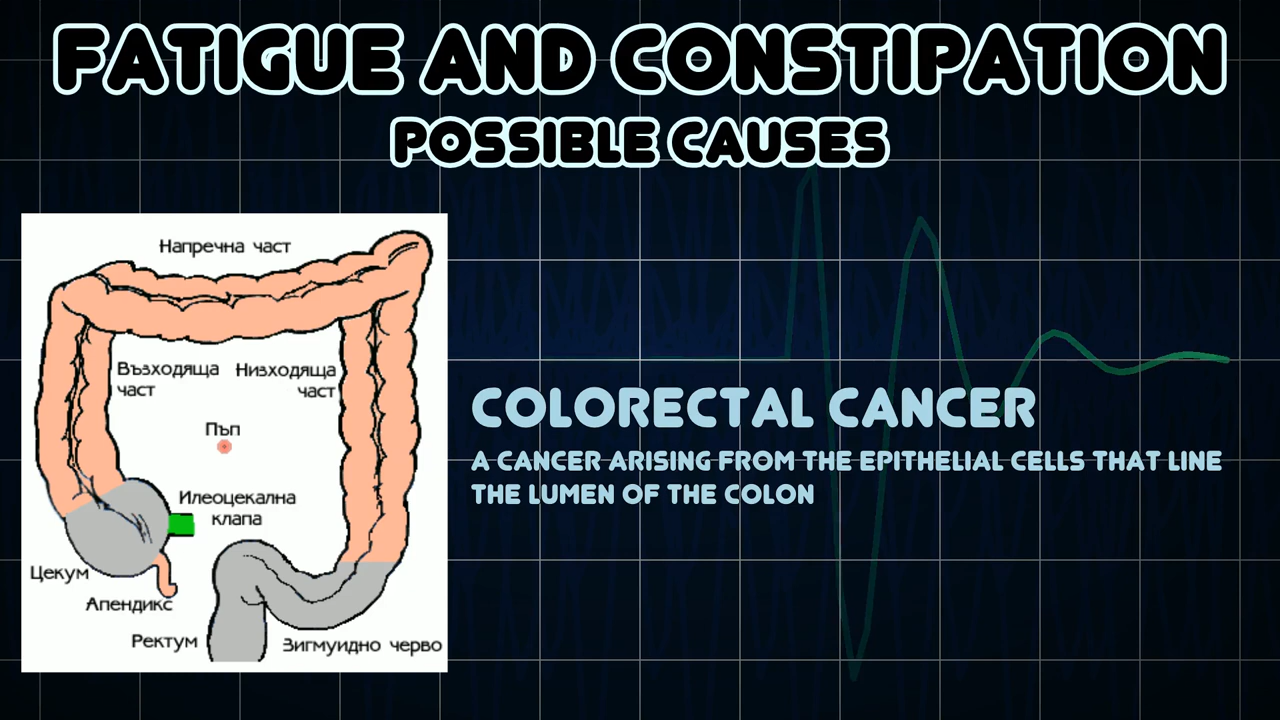 FATIGUE AND CONSTIPATION
POSSIBLE CAUSES
Напречна част
Възходяща
част
Низходяща
част
Пъп
Илеоцекална
клапа
Цекум
Апендикс
Ректум
Зигмуидно черво
COLORECTAL CANCER
A CANCER ARISING FROM THE EPITHELIAL CELLS THAT LINE
THE LUMEN OF THE COLON